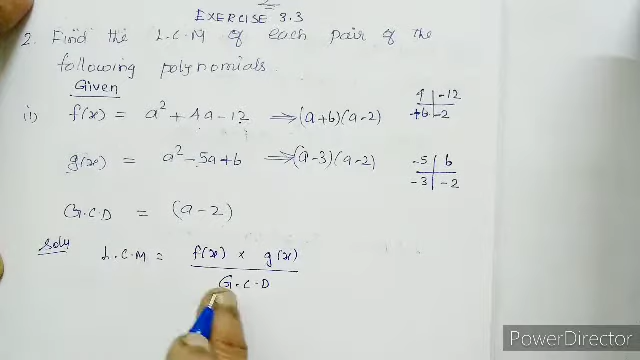 EXERCISE 3.3
2. Find the L.C.M of each pair of the
following polynomials
Given
i) f(x) = a² + 4a - 12 ⟹ (a+6)(a-2)
4 | -12
+6 | -2
g(x) = a² - 5a + 6 ⟹ (a-3)(a-2)
-5 | 6
-3 | -2
G.C.D = (a-2)
Soln
L.C.M = f(x) × g(x)
G.C.D
PowerDirector